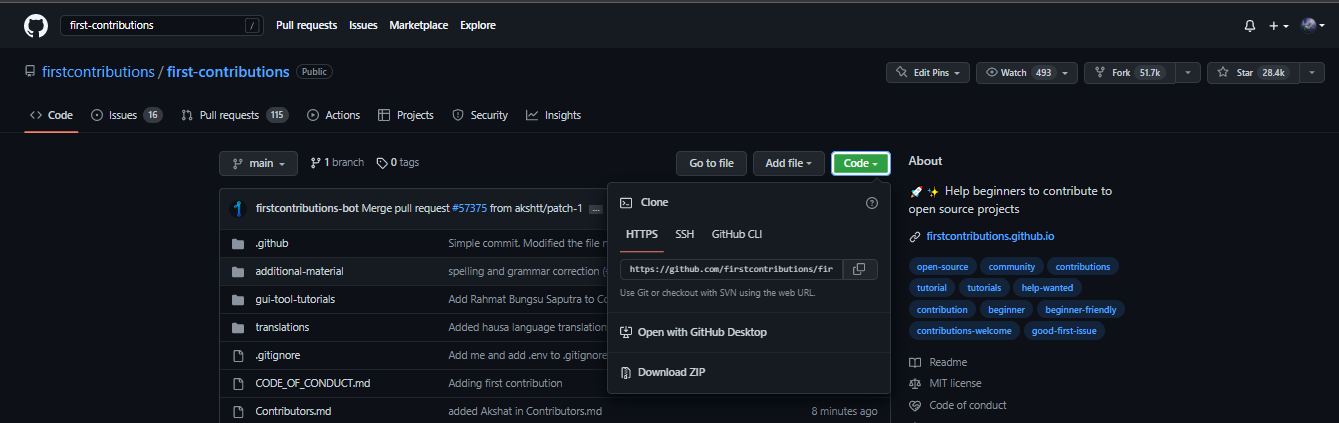 first-contributions / Pull requests Issues Marketplace Explore
firstcontributions / first-contributions Public
Edit Pins Watch 493 Fork 51.7k Star 28.4k
Code Issues 16 Pull requests 115 Actions Projects Security Insights
main 1 branch 0 tags Go to file Add file Code
firstcontributions-bot Merge pull request #57375 from akshtt/patch-1 ...
.github Simple commit. Modified the file
additional-material spelling and grammar correction
gui-tool-tutorials Add Rahmat Bungsu Saputra to
translations Added hausa language translation
.gitignore Add me and add .env to .gitignore
CODE_OF_CONDUCT.md Adding first contribution
Contributors.md added Akshat in Contributors.md 8 minutes ago
Clone
HTTPS SSH GitHub CLI
https://github.com/firstcontributions/fir
Use Git or checkout with SVN using the web URL.
Open with GitHub Desktop
Download ZIP
About
Help beginners to contribute to
open source projects
firstcontributions.github.io
open-source community contributions
tutorial tutorials help-wanted
contribution beginner beginner-friendly
contributions-welcome good-first-issue
Readme
MIT license
Code of conduct